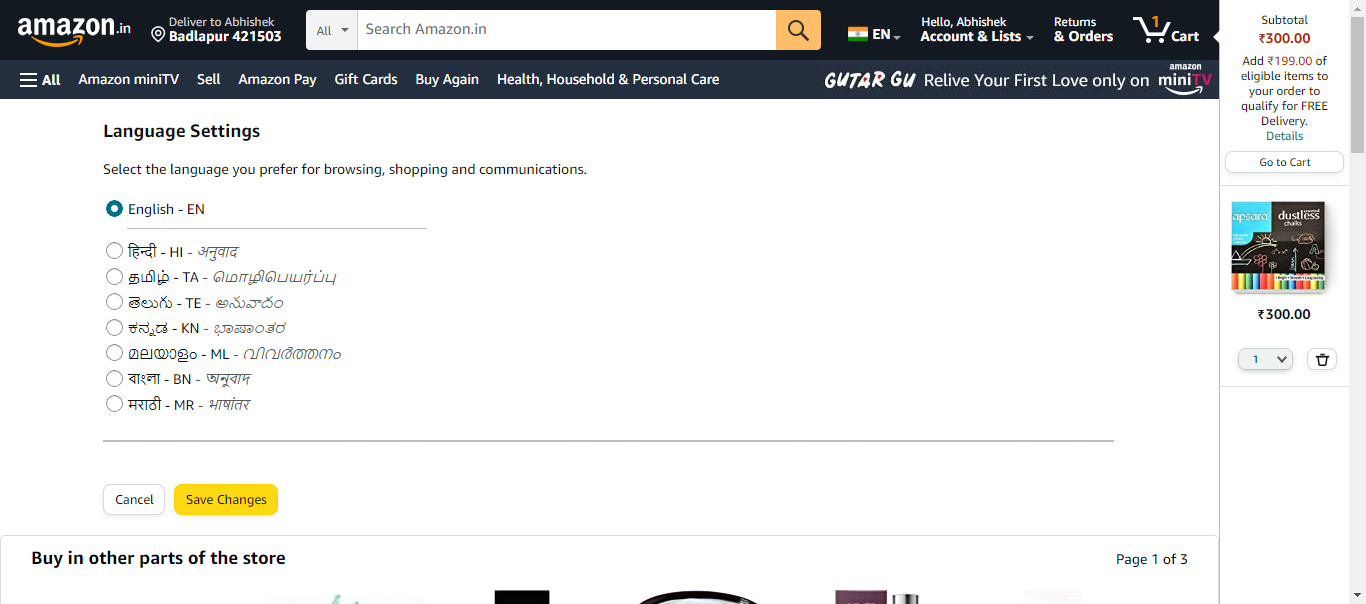 amazon.in
Deliver to Abhishek
Badlapur 421503
All
Search Amazon.in
EN
Hello, Abhishek
Account & Lists
Returns
& Orders
1
Cart
All
Amazon miniTV
Sell
Amazon Pay
Gift Cards
Buy Again
Health, Household & Personal Care
GUTAR GU
Relive Your First Love only on
amazon
miniTV
Language Settings
Select the language you prefer for browsing, shopping and communications.
English - EN
हिन्दी - HI - अनुवाद
தமிழ் - TA - மொழிபெயர்ப்பு
తెలుగు - TE - అనువాదం
ಕನ್ನಡ - KN - ಭಾಷಾಂತರ
മലയാളം - ML - വിവർത്തനം
বাংলা - BN - অনুবাদ
मराठी - MR - भाषांतर
Cancel
Save Changes
Buy in other parts of the store
Page 1 of 3
Subtotal
₹300.00
Add ₹199.00 of
eligible items to
your order to
qualify for FREE
Delivery.
Details
Go to Cart
apsara
dustless
chalks
₹300.00
1